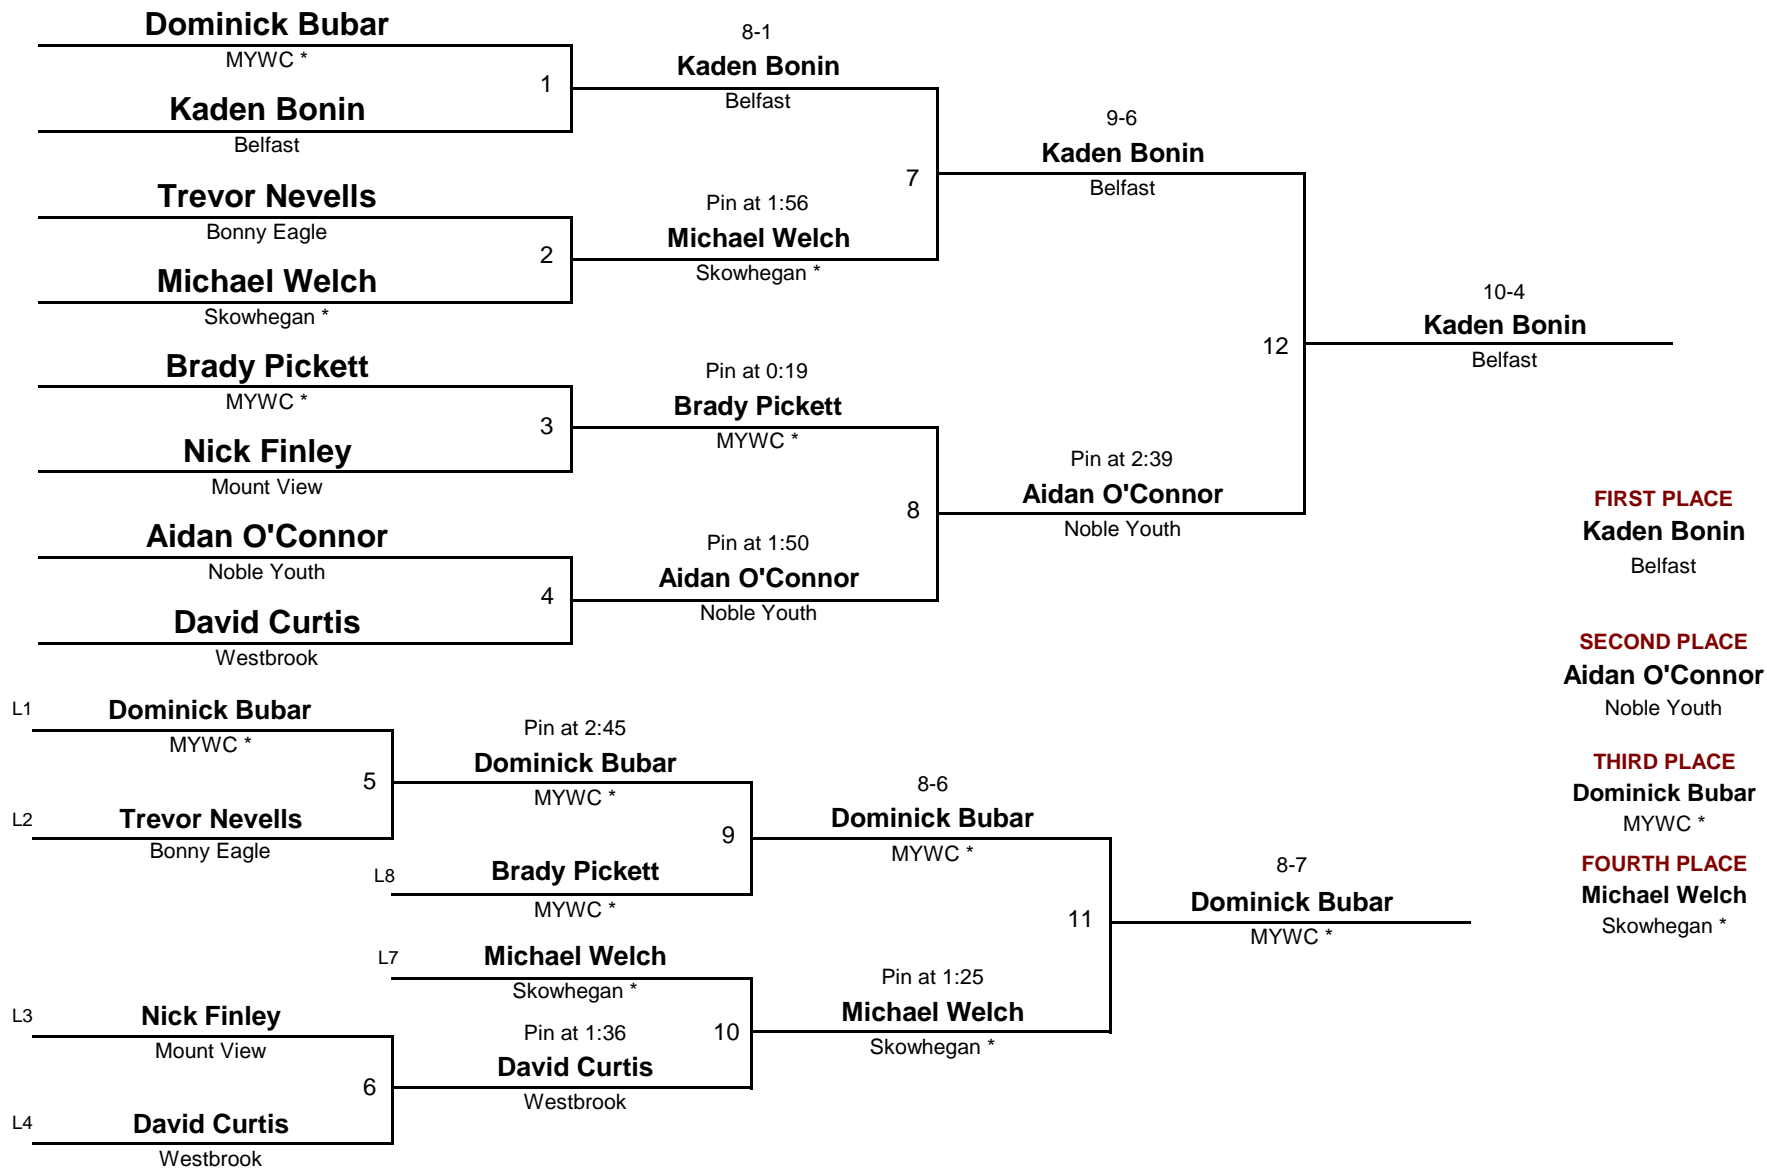 Dominick Bubar
MYWC *
1
Kaden Bonin
Belfast
Trevor Nevells
Bonny Eagle
2
Michael Welch
Skowhegan *
Brady Pickett
MYWC *
3
Nick Finley
Mount View
Aidan O'Connor
Noble Youth
4
David Curtis
Westbrook
8-1
Kaden Bonin
Belfast
7
Pin at 1:56
Michael Welch
Skowhegan *
Pin at 0:19
Brady Pickett
MYWC *
8
Pin at 1:50
Aidan O'Connor
Noble Youth
9-6
Kaden Bonin
Belfast
12
Pin at 2:39
Aidan O'Connor
Noble Youth
10-4
Kaden Bonin
Belfast
FIRST PLACE
Kaden Bonin
Belfast
SECOND PLACE
Aidan O'Connor
Noble Youth
THIRD PLACE
Dominick Bubar
MYWC *
FOURTH PLACE
Michael Welch
Skowhegan *
L1
Dominick Bubar
MYWC *
5
L2
Trevor Nevells
Bonny Eagle
L3
Nick Finley
Mount View
6
L4
David Curtis
Westbrook
Pin at 2:45
Dominick Bubar
MYWC *
9
L8
Brady Pickett
MYWC *
L7
Michael Welch
Skowhegan *
10
Pin at 1:36
David Curtis
Westbrook
8-6
Dominick Bubar
MYWC *
11
Pin at 1:25
Michael Welch
Skowhegan *
8-7
Dominick Bubar
MYWC *